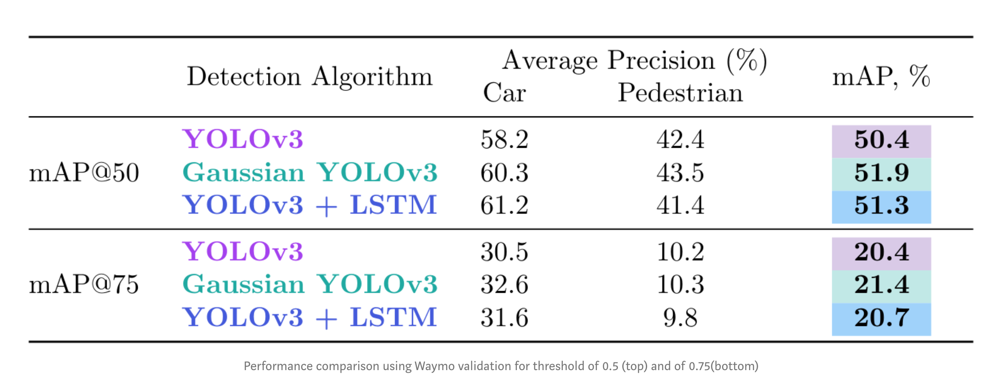 Detection Algorithm Average Precision (%) mAP, %
Car Pedestrian
mAP@50 YOLOv3 58.2 42.4 50.4
Gaussian YOLOv3 60.3 43.5 51.9
YOLOv3 + LSTM 61.2 41.4 51.3
mAP@75 YOLOv3 30.5 10.2 20.4
Gaussian YOLOv3 32.6 10.3 21.4
YOLOv3 + LSTM 31.6 9.8 20.7
Performance comparison using Waymo validation for threshold of 0.5 (top) and of 0.75(bottom)